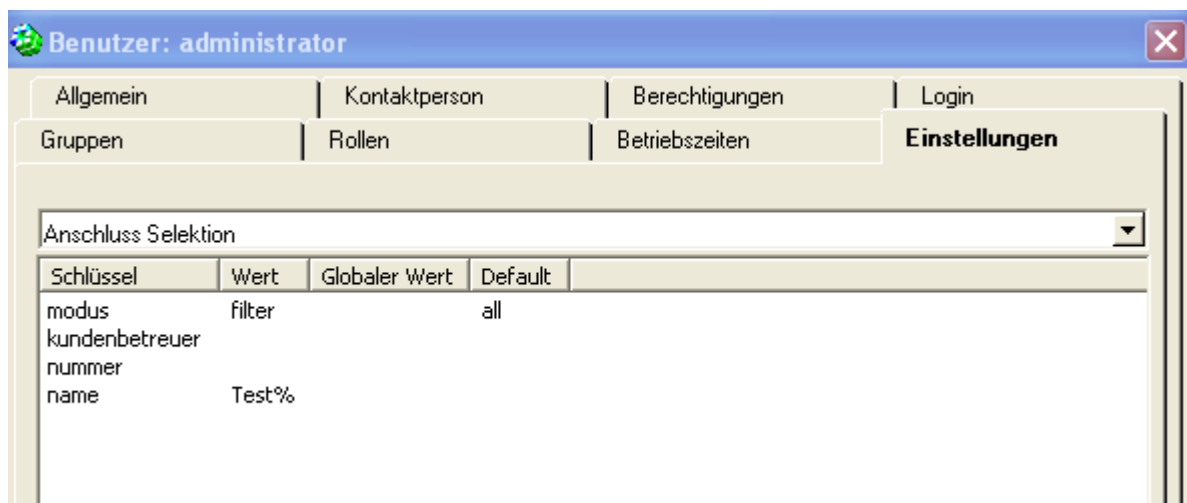 Benutzer: administrator
Allgemein Kontaktperson Berechtigungen Login
Gruppen Rollen Betriebszeiten Einstellungen
Anschluss Selektion
Schlüssel Wert Globaler Wert Default
modus filter all
kundenbetreuer
nummer
name Test%